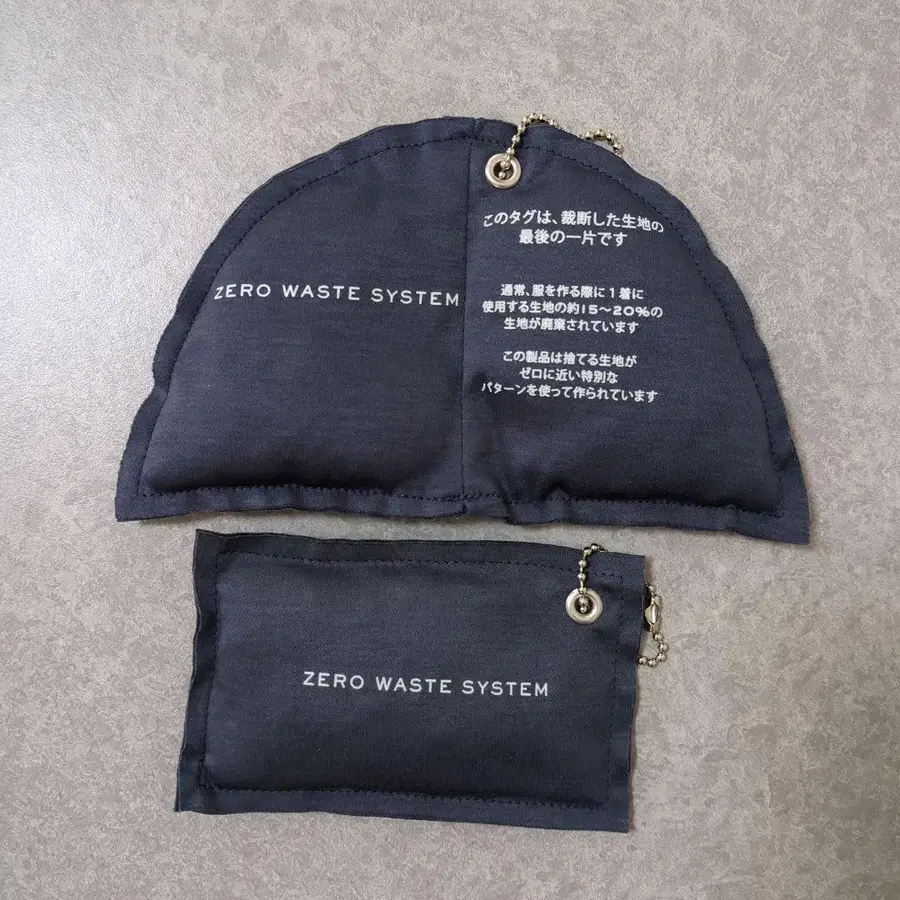 ZERO WASTE SYSTEM
このタグは、裁断した生地の
最後の一片です
通常、服を作る際に1着に
使用する生地の約15〜20%の
生地が廃棄されています
この製品は捨てる生地が
ゼロに近い特別な
パターンを使って作られています
ZERO WASTE SYSTEM